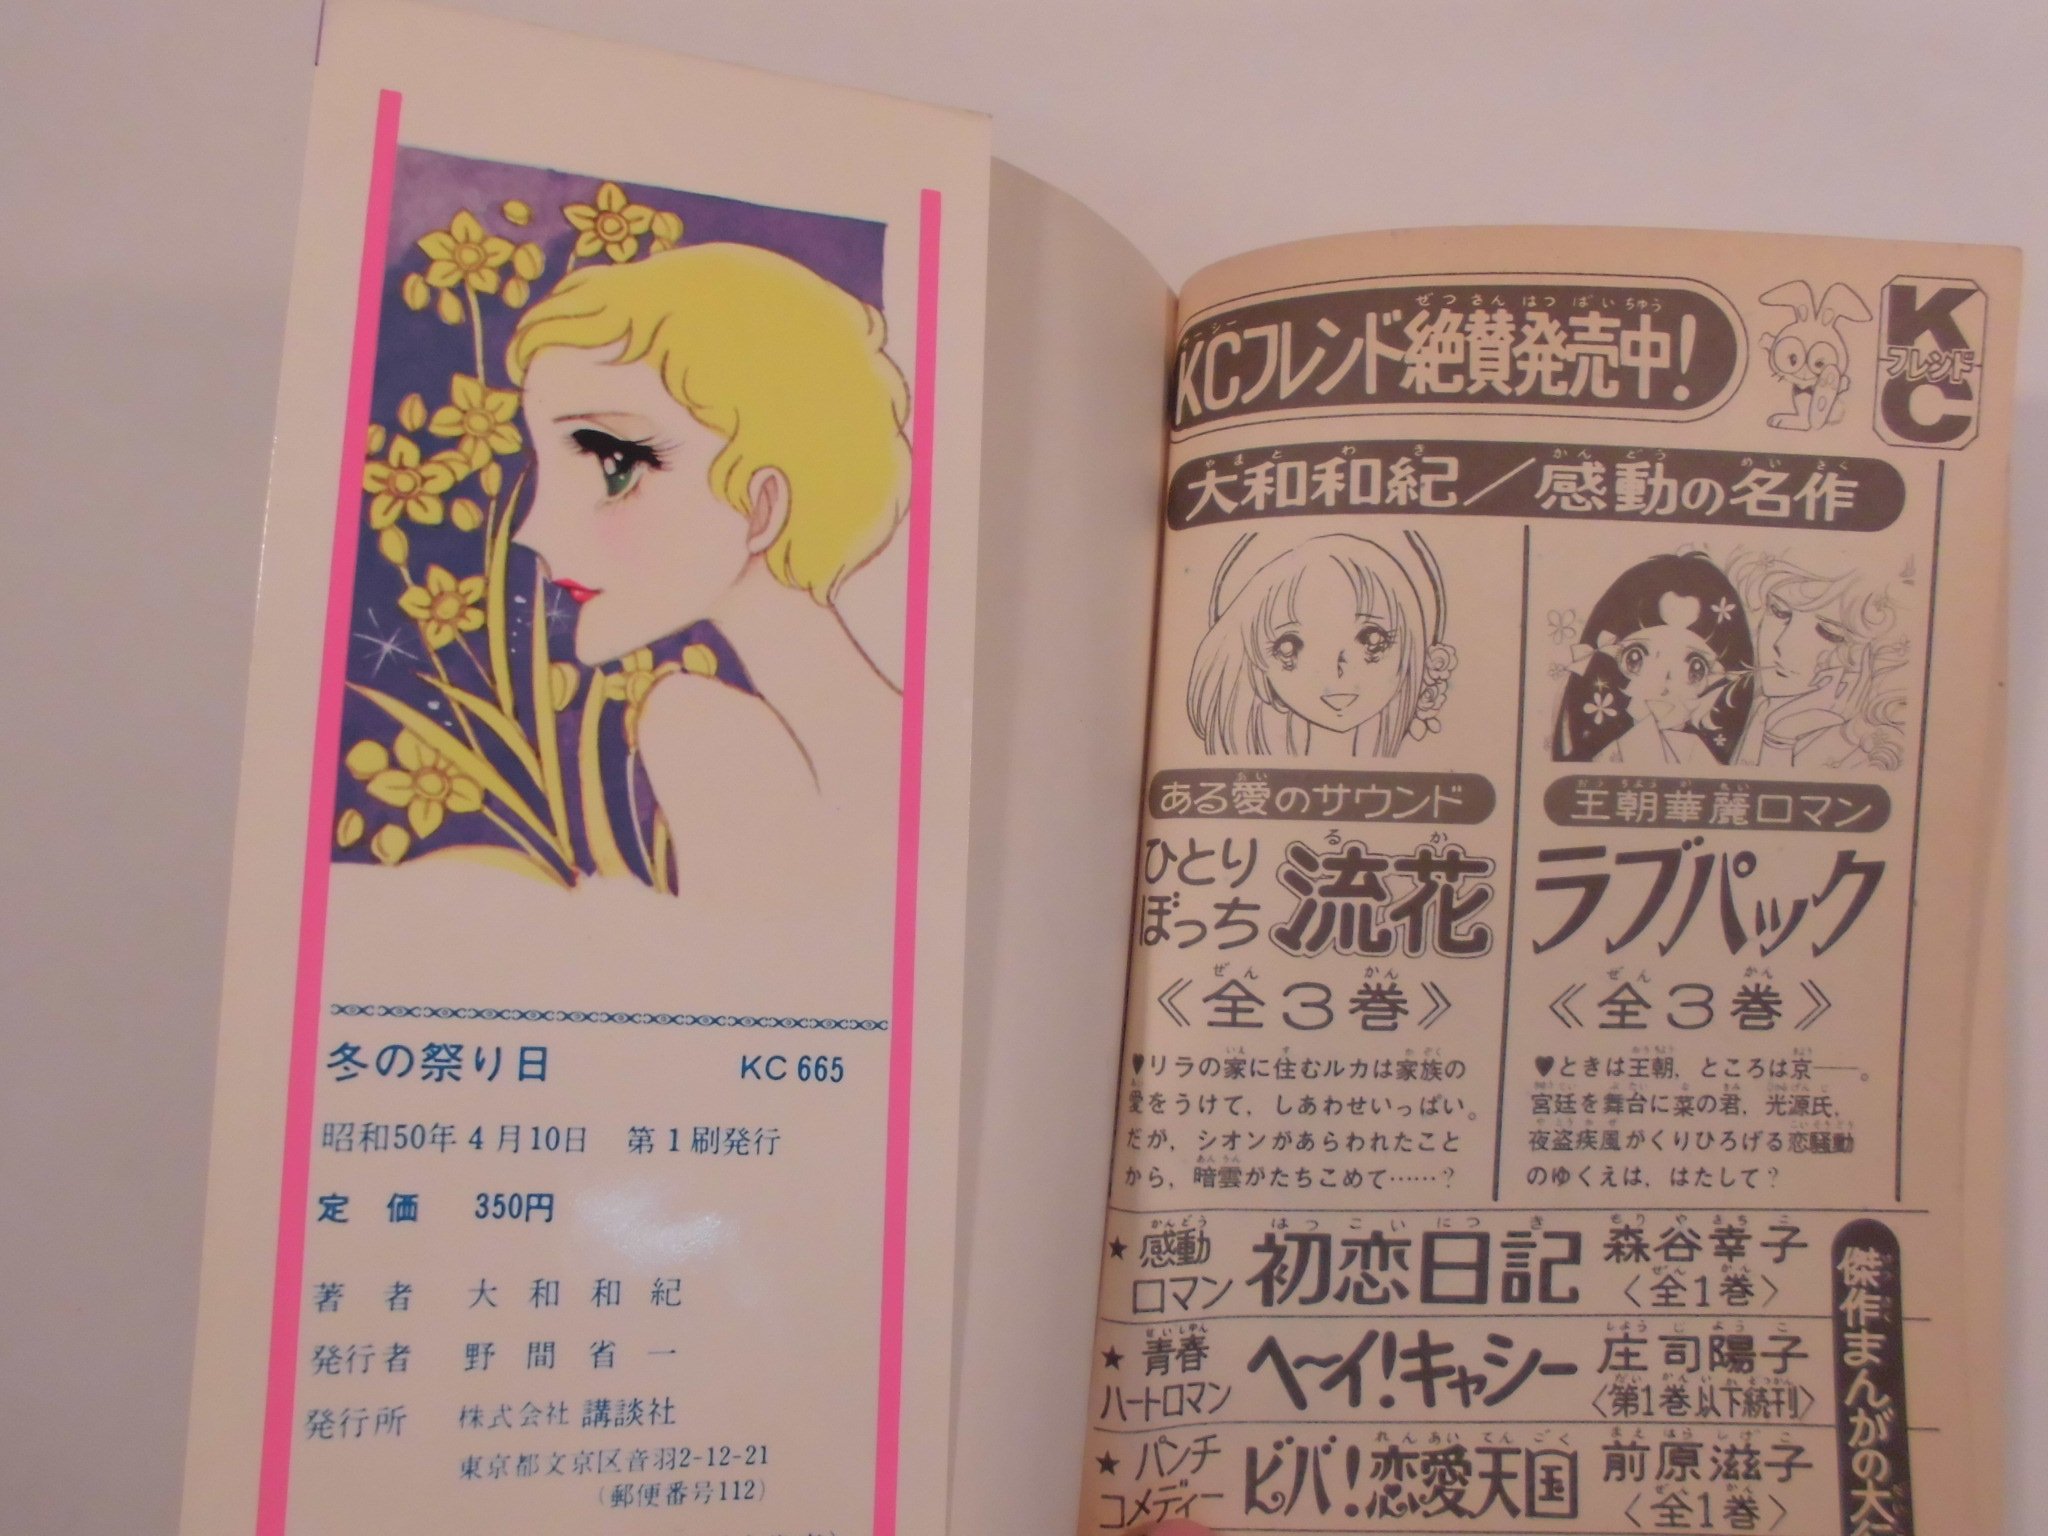 冬の祭り日 KC665
昭和50年4月10日 第1刷発行
定価 350円
著者 大和和紀
発行者 野間省一
発行所 株式会社 講談社
東京都文京区音羽2-12-21
(郵便番号112)
KCフレンド絶賛発売中!
K
フレンド
C
大和和紀/感動の名作
ある愛のサウンド
ひとりぼっち 流花
《全3巻》
♥リラの家に住むルカは家族の
愛をうけて、しあわせいっぱい。
だが、シオンがあらわれたこと
から、暗雲がたちこめて……?
王朝華麗ロマン
ラブパック
《全3巻》
♥ときは王朝、ところは京──。
宮廷を舞台に菜の君、光源氏、
夜盗疾風がくりひろげる恋騒動
のゆくえは、はたして?
★感動ロマン 初恋日記 森谷幸子〈全1巻〉
★青春ハートロマン ヘ〜イ!キャシー 庄司陽子〈第1巻以下続刊〉
★パンチコメディー ビバ!恋愛天国 前原滋子〈全1巻〉
傑作まんがの大